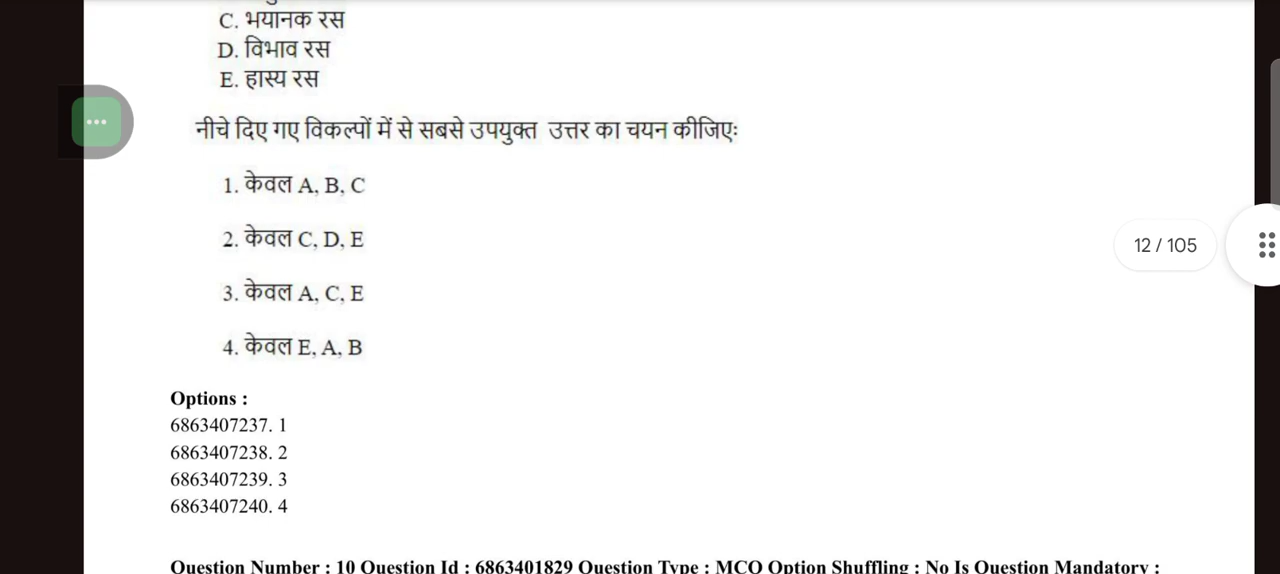 C. भयानक रस
D. विभाव रस
E. हास्य रस
नीचे दिए गए विकल्पों में से सबसे उपयुक्त उत्तर का चयन कीजिएः
1. केवल A, B, C
2. केवल C, D, E
12 / 105
3. केवल A, C, E
4. केवल E, A, B
Options :
6863407237. 1
6863407238. 2
6863407239. 3
6863407240. 4
Question Number : 10 Question Id : 6863401829 Question Type : MCQ Option Shuffling : No Is Question Mandatory :